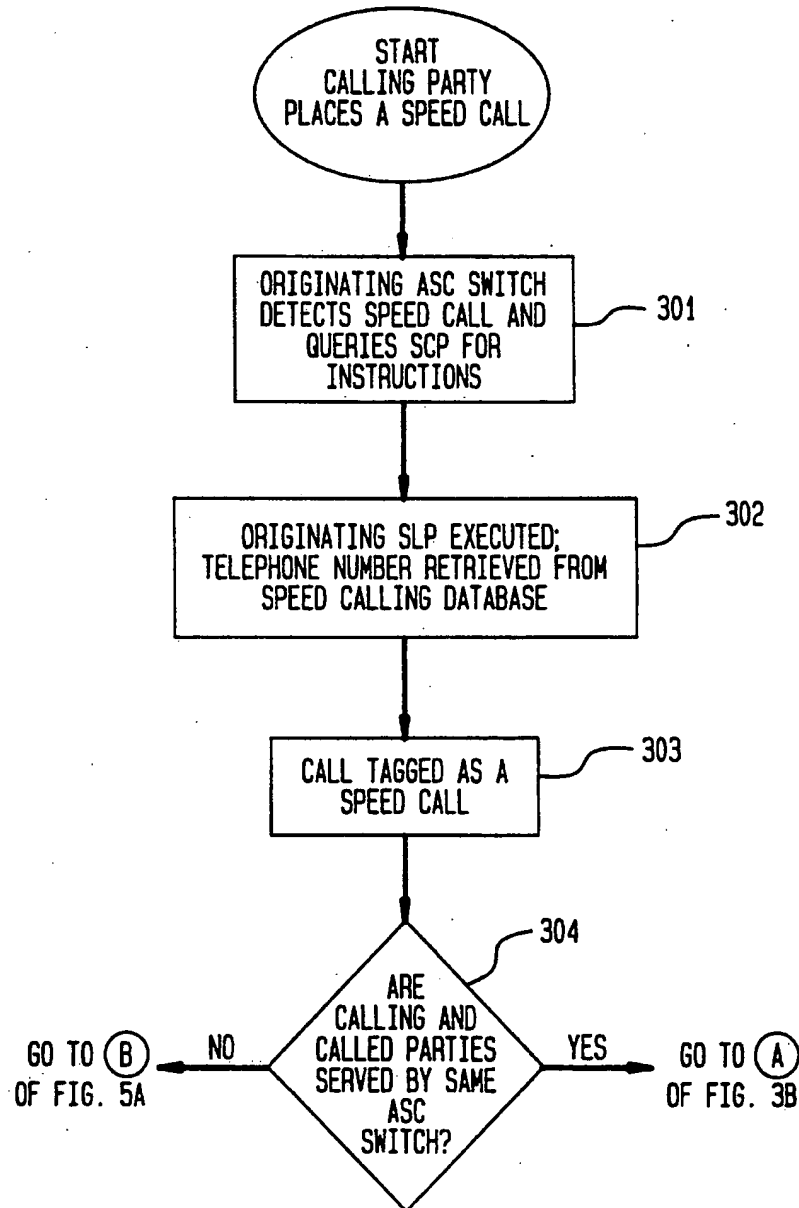 START
CALLING PARTY
PLACES A SPEED CALL
ORIGINATING ASC SWITCH
DETECTS SPEED CALL AND
QUERIES SCP FOR
INSTRUCTIONS
301
ORIGINATING SLP EXECUTED;
TELEPHONE NUMBER RETRIEVED FROM
SPEED CALLING DATABASE
302
CALL TAGGED AS A
SPEED CALL
303
304
ARE
CALLING AND
CALLED PARTIES
SERVED BY SAME
ASC
SWITCH?
NO
GO TO B
OF FIG. 5A
YES
GO TO A
OF FIG. 3B